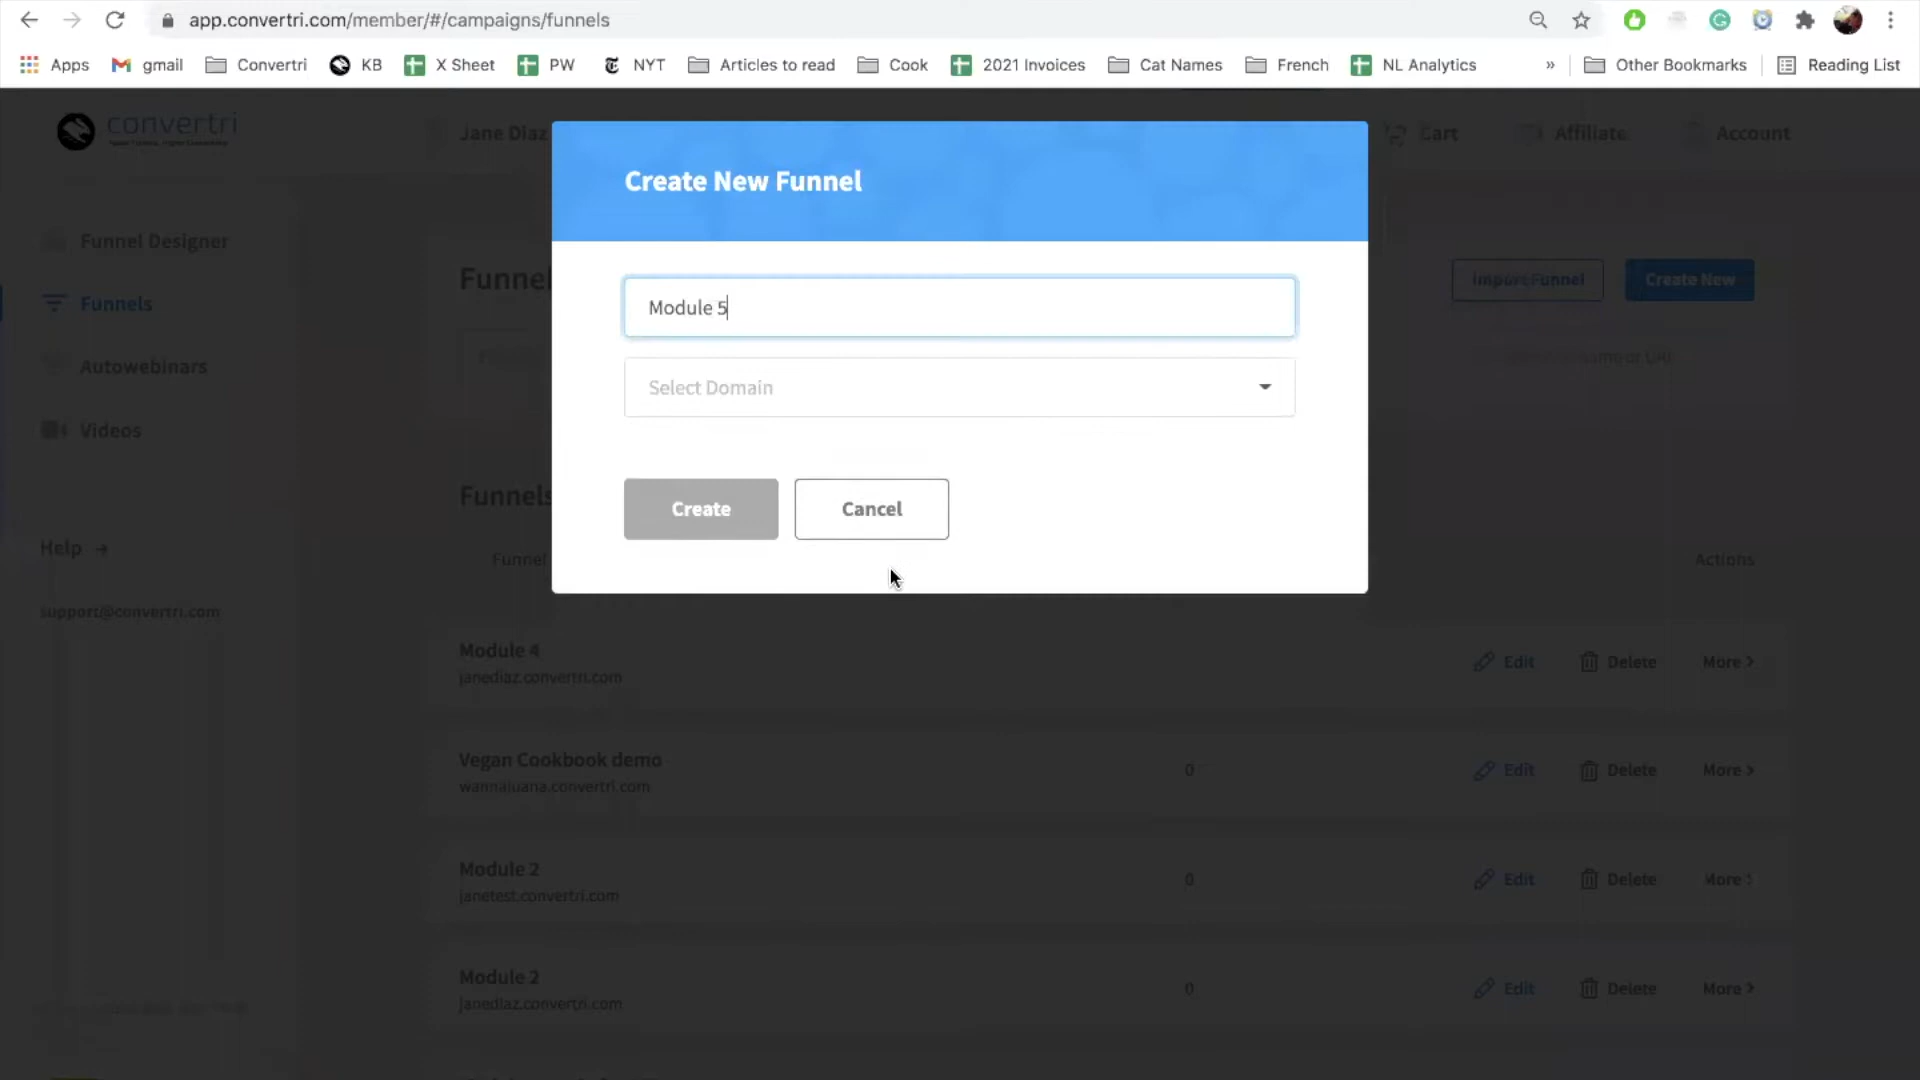 app.convertri.com/member/#/campaigns/funnels
Apps gmail Convertri KB X Sheet PW NYT Articles to read Cook 2021 Invoices Cat Names French NL Analytics » Other Bookmarks Reading List
convertri
Jane Diaz
Cart
Affiliate
Account
Create New Funnel
Module 5
Select Domain
Create
Cancel
Funnel Designer
Funnels
Autowebinars
Videos
Help
support@convertri.com
Funnel
Import Funnel
Create New
Funnels
Funnel
Actions
Module 4
janediaz.convertri.com
Edit Delete More >
Vegan Cookbook demo
wannaluana.convertri.com
0
Edit Delete More >
Module 2
janetest.convertri.com
0
Edit Delete More >
Module 2
janediaz.convertri.com
0
Edit Delete More >